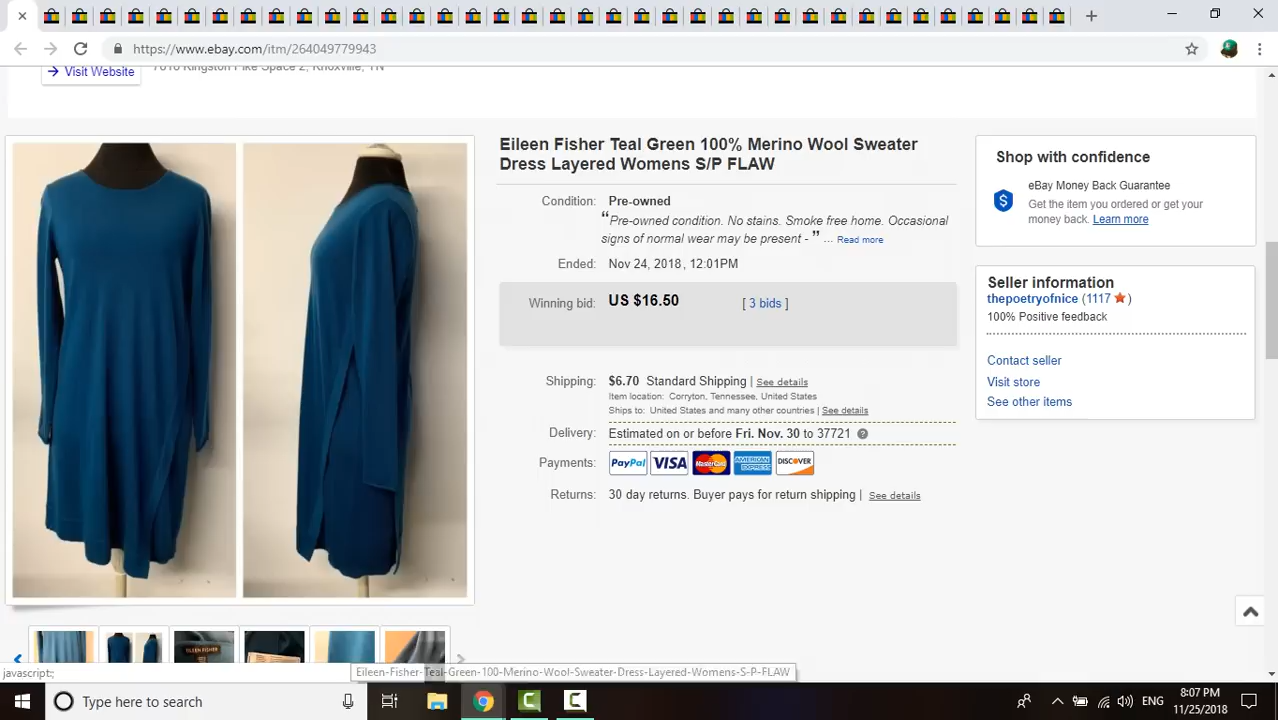 https://www.ebay.com/itm/264049779943
Visit Website
7616 Kingston Pike Space 2, Knoxville, TN
Eileen Fisher Teal Green 100% Merino Wool Sweater
Dress Layered Womens S/P FLAW
Condition: Pre-owned
“Pre-owned condition. No stains. Smoke free home. Occasional
signs of normal wear may be present - ” ... Read more
Ended: Nov 24, 2018 , 12:01PM
Winning bid: US $16.50 [ 3 bids ]
Shipping: $6.70 Standard Shipping | See details
Item location: Corryton, Tennessee, United States
Ships to: United States and many other countries | See details
Delivery: Estimated on or before Fri. Nov. 30 to 37721
Payments: PayPal VISA MasterCard AMERICAN EXPRESS DISCOVER
Returns: 30 day returns. Buyer pays for return shipping | See details
Shop with confidence
eBay Money Back Guarantee
Get the item you ordered or get your
money back. Learn more
Seller information
thepoetryofnice (1117 )
100% Positive feedback
Contact seller
Visit store
See other items
EILEEN FISHER
javascript:;
Eileen-Fisher-Teal-Green-100-Merino-Wool-Sweater-Dress-Layered-Womens-S-P-FLAW
Type here to search
ENG
8:07 PM
11/25/2018